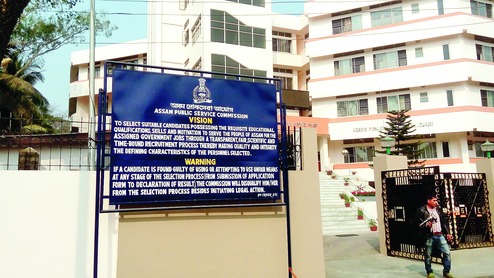 অসম লোকসেৱা আয়োগ
ASSAM PUBLIC SERVICE COMMISSION
VISION
TO SELECT SUITABLE CANDIDATES POSSESSING THE REQUISITE EDUCATIONAL
QUALIFICATIONS, SKILLS AND MOTIVATION TO SERVE THE PEOPLE OF ASSAM FOR THE
ASSIGNED GOVERNMENT JOBS THROUGH A TRANSPARENT, FAIR, SCIENTIFIC AND
TIME-BOUND RECRUITMENT PROCESS THEREBY MAKING QUALITY AND INTENSITY
THE DEFINING CHARACTERISTICS OF THE PERSONNEL SELECTED.
WARNING
IF A CANDIDATE IS FOUND GUILTY OF USING OR ATTEMPTING TO USE UNFAIR MEANS
AT ANY STAGE OF THE SELECTION PROCESS(FROM SUBMISSION OF APPLICATION
FORM TO DECLARATION OF RESULT) THE COMMISSION WILL DISQUALIFY HIM/HER
FROM THE SELECTION PROCESS BESIDES INITIATING LEGAL ACTION.